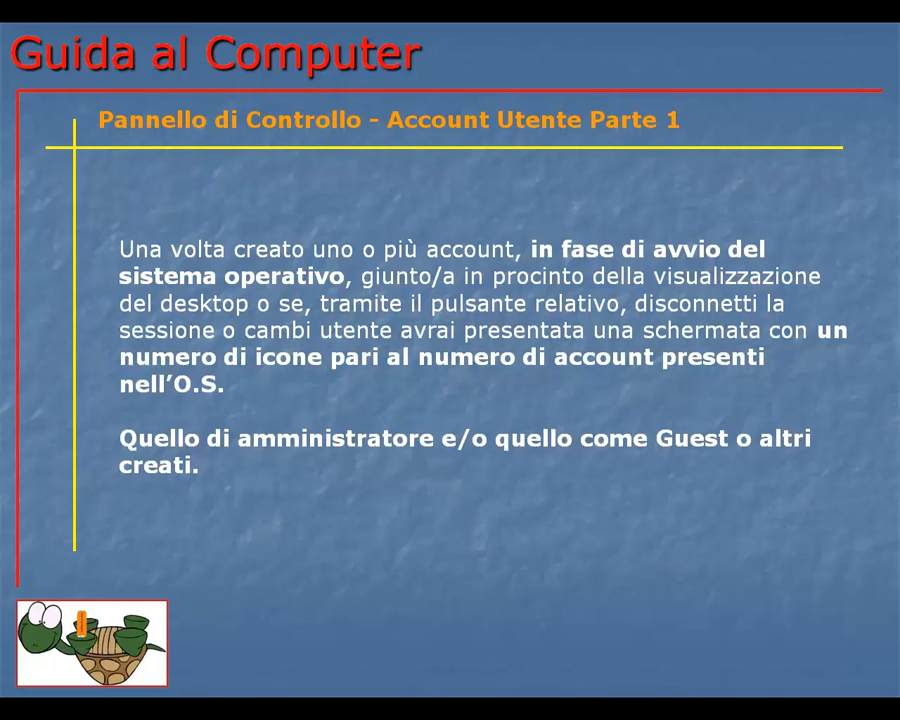 Guida al Computer
Pannello di Controllo - Account Utente Parte 1
Una volta creato uno o più account, in fase di avvio del
sistema operativo, giunto/a in procinto della visualizzazione
del desktop o se, tramite il pulsante relativo, disconnetti la
sessione o cambi utente avrai presentata una schermata con un
numero di icone pari al numero di account presenti
nell'O.S.
Quello di amministratore e/o quello come Guest o altri
creati.